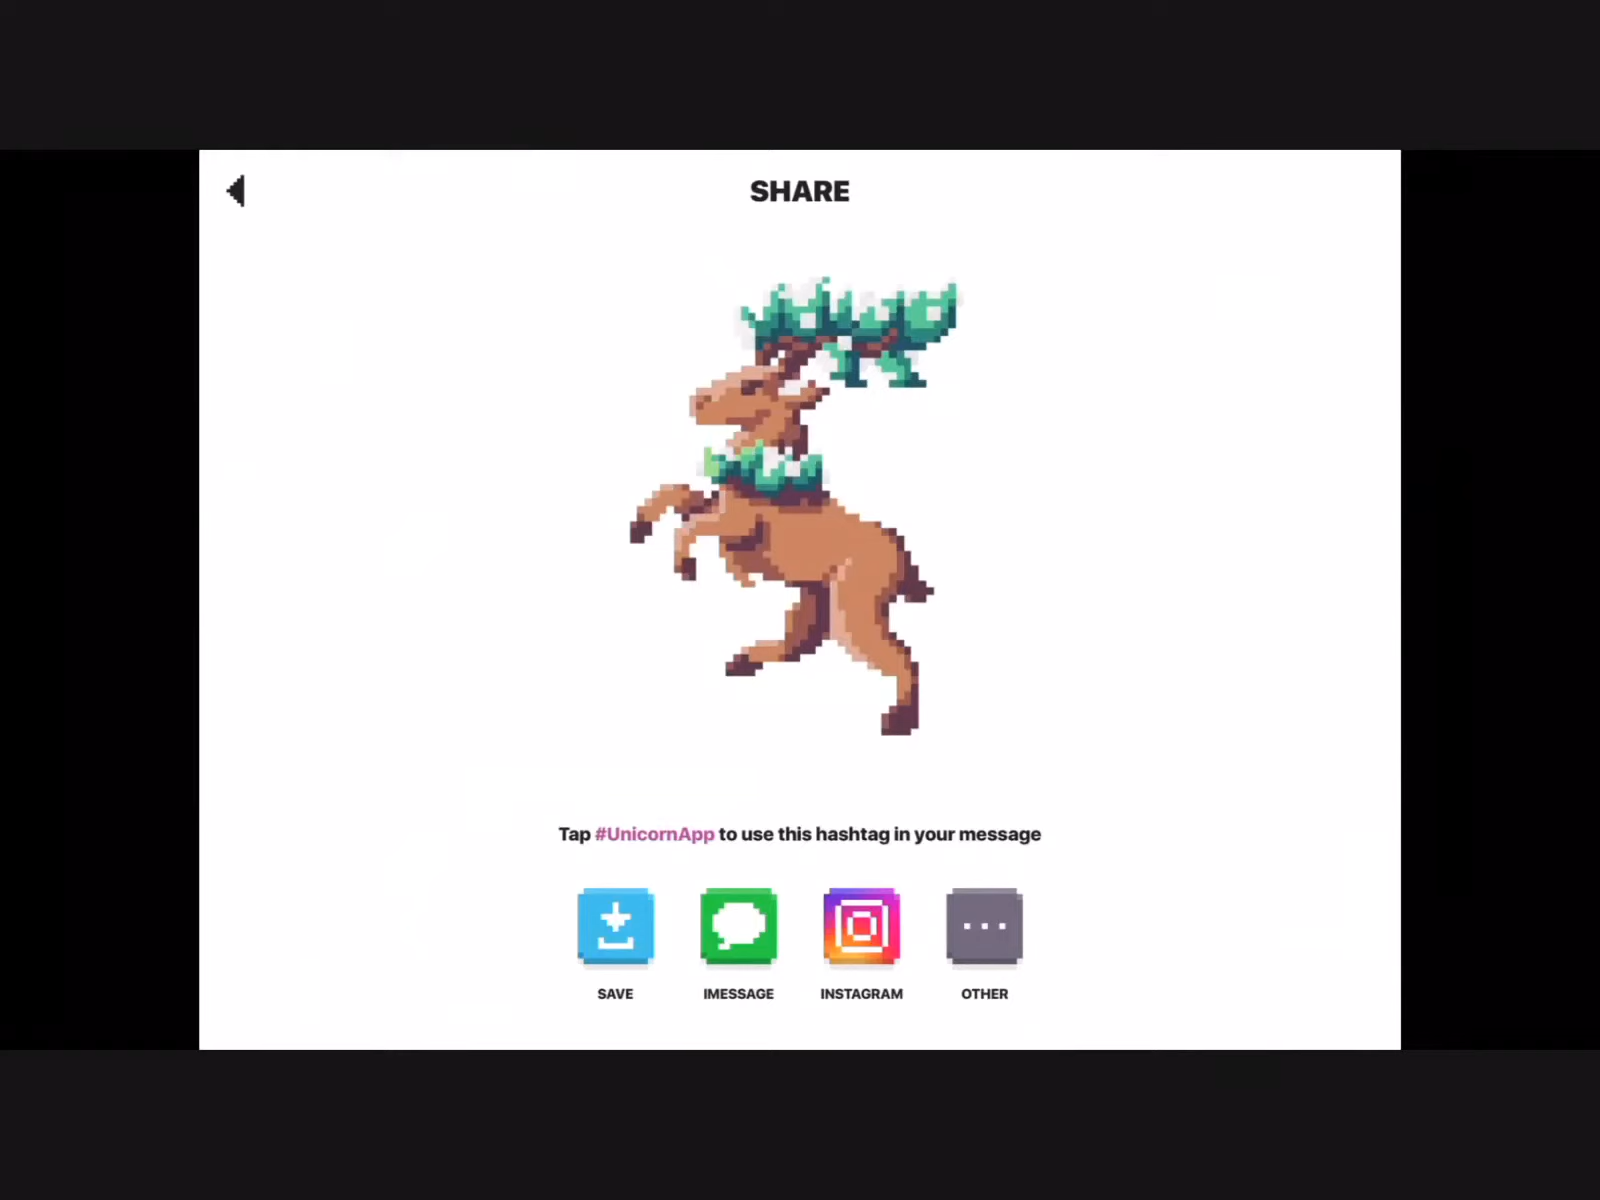 SHARE
Tap #UnicornApp to use this hashtag in your message
SAVE
IMESSAGE
INSTAGRAM
OTHER